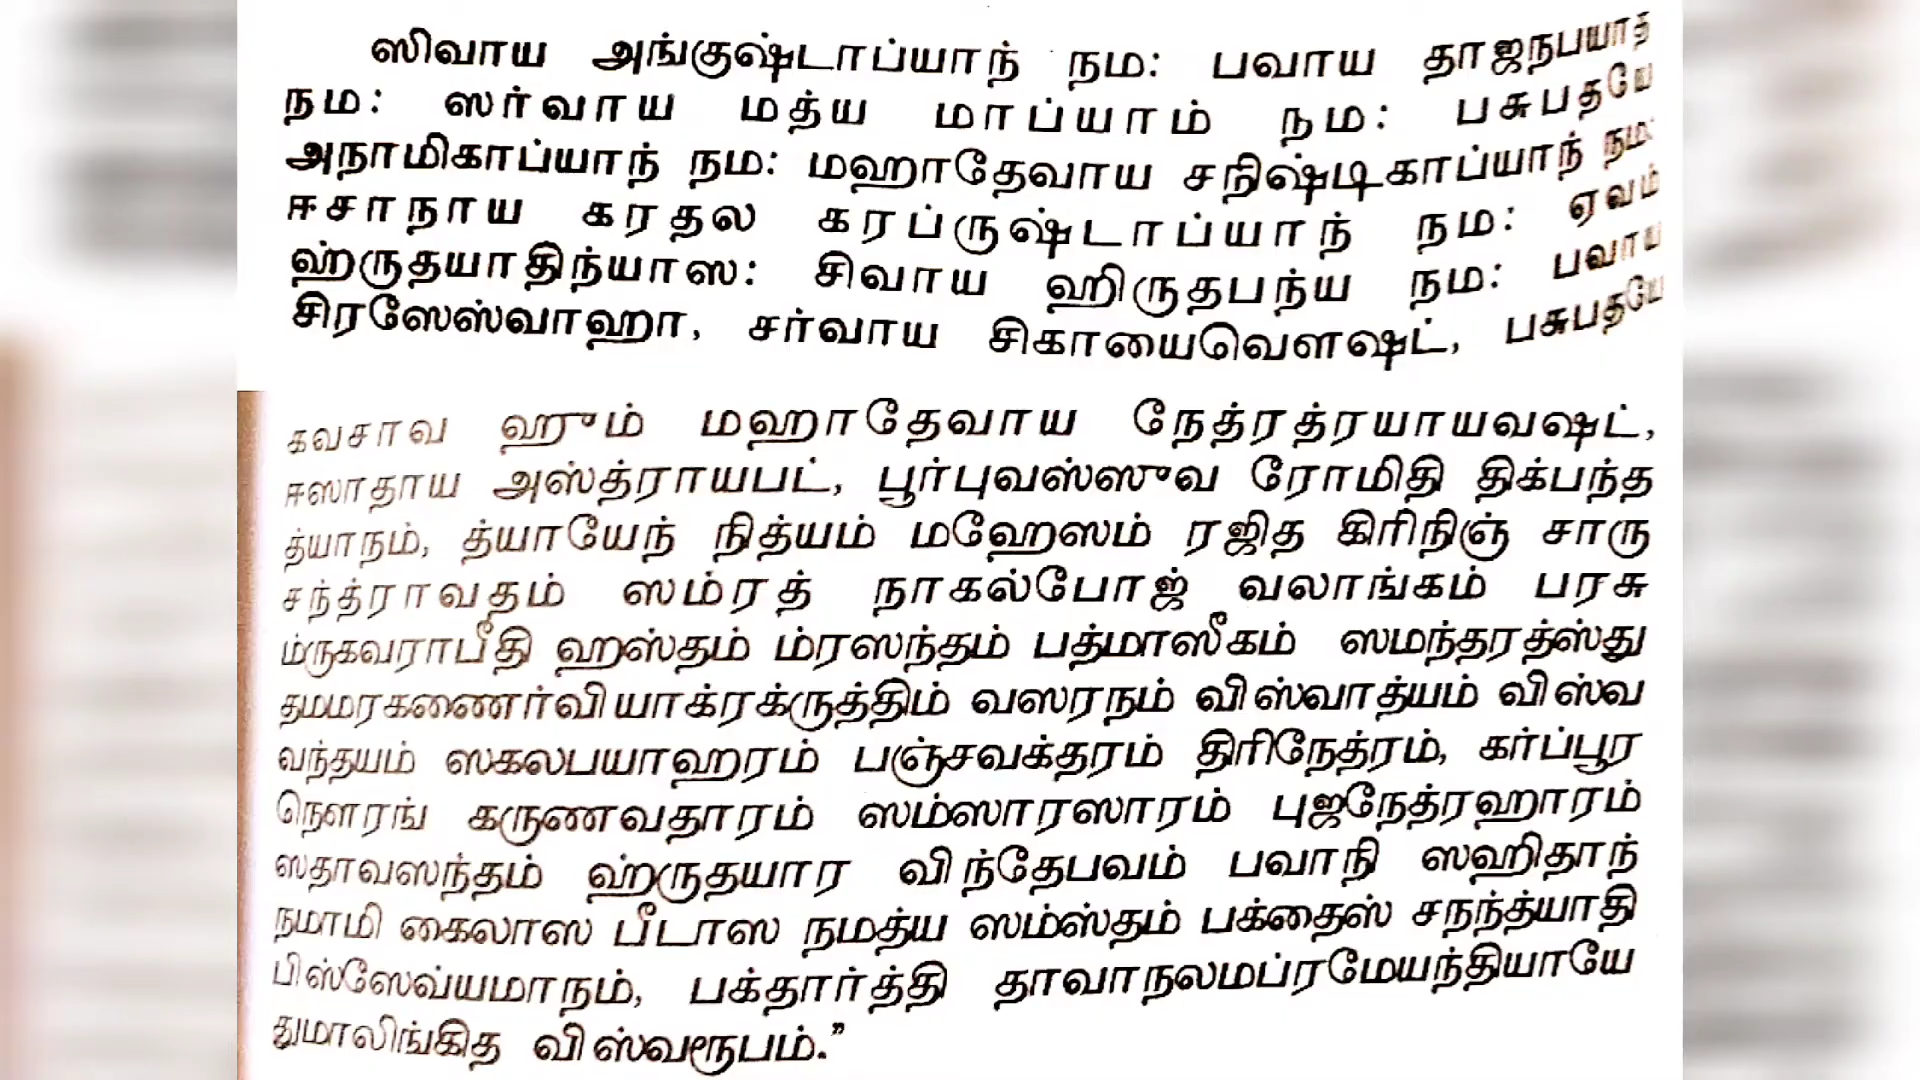 ஸிவாய அங்குஷ்டாப்யாந் நம: பவாய தாஜநபயாத
நம: ஸர்வாய மத்ய மாப்யாம் நம: பசுபதயே
அநாமிகாப்யாந் நம: மஹாதேவாய சநிஷ்டிகாப்யாந் நம:
ஈசாநாய கரதல கரப்ருஷ்டாப்யாந் நம: ஏவம்
ஹ்ருதயாதிந்யாஸ: சிவாய ஹிருதபந்ய நம: பவாய
சிரஸேஸ்வாஹா, சர்வாய சிகாயைவௌஷட், பசுபதயே
கவசாவ ஹும் மஹாதேவாய நேத்ரத்ரயாயவஷட்,
ஈஸாதாய அஸ்த்ராயபட், பூர்புவஸ்ஸுவ ரோமிதி திக்பந்த
த்யாநம், த்யாயேந் நித்யம் மஹேஸம் ரஜித கிரிநிஞ் சாரு
சந்த்ராவதம் ஸம்ரத் நாகல்போஜ் வலாங்கம் பரசு
ம்ருகவராபீதி ஹஸ்தம் ம்ரஸந்தம் பத்மாஸீகம் ஸமந்தரத்ஸ்து
துமமரகணைர்வியாக்ரக்ருத்திம் வஸரநம் விஸ்வாத்யம் விஸ்வ
வந்தயம் ஸகலபயாஹரம் பஞ்சவக்தரம் திரிநேத்ரம், கர்ப்பூர
நௌரங் கருணவதாரம் ஸம்ஸாரஸாரம் புஜநேத்ரஹாரம்
ஸதாவஸந்தம் ஹ்ருதயார விந்தேபவம் பவாநி ஸஹிதாந்
நமாமி கைலாஸ பீடாஸ நமத்ய ஸம்ஸ்தம் பக்தைஸ் சநந்த்யாதி
பிஸ்ஸேவ்யமாநம், பக்தார்த்தி தாவாநலமப்ரமேயந்தியாயே
துமாலிங்கித விஸ்வரூபம்.”